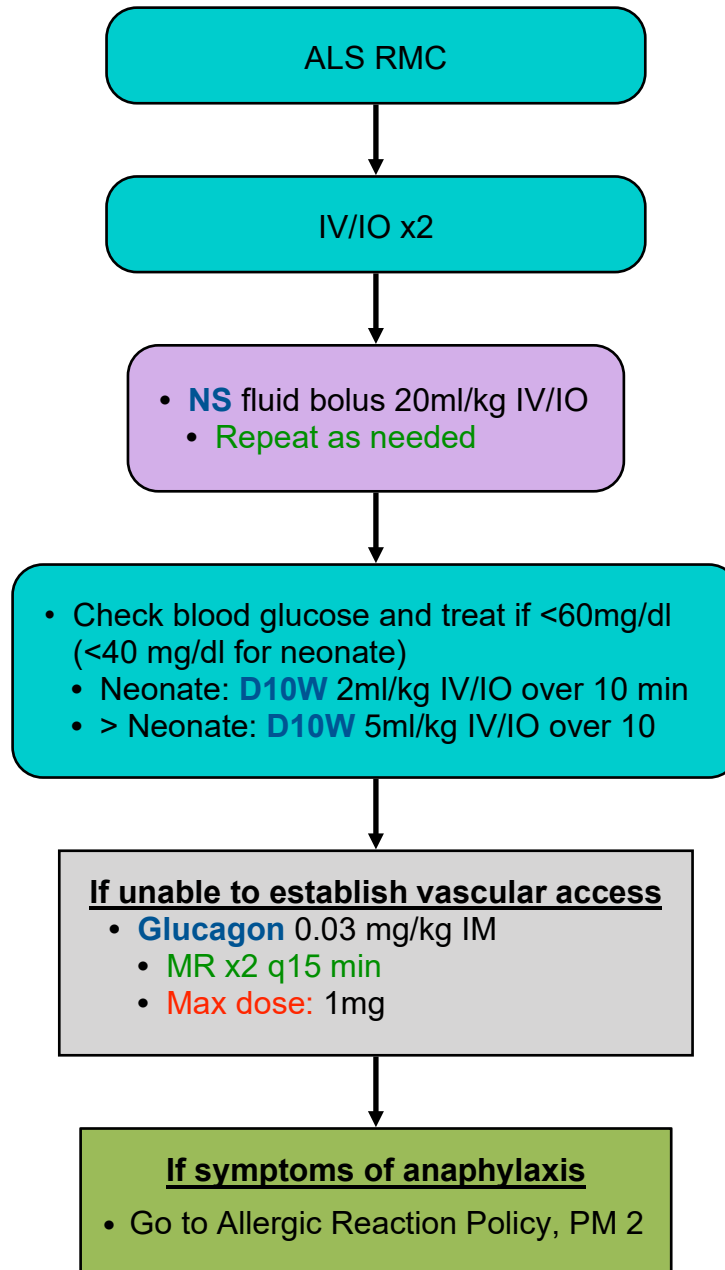 ALS RMC
IV/IO x2
• NS fluid bolus 20ml/kg IV/IO
• Repeat as needed
• Check blood glucose and treat if <60mg/dl
(<40 mg/dl for neonate)
• Neonate: D10W 2ml/kg IV/IO over 10 min
• > Neonate: D10W 5ml/kg IV/IO over 10
If unable to establish vascular access
• Glucagon 0.03 mg/kg IM
• MR x2 q15 min
• Max dose: 1mg
If symptoms of anaphylaxis
• Go to Allergic Reaction Policy, PM 2